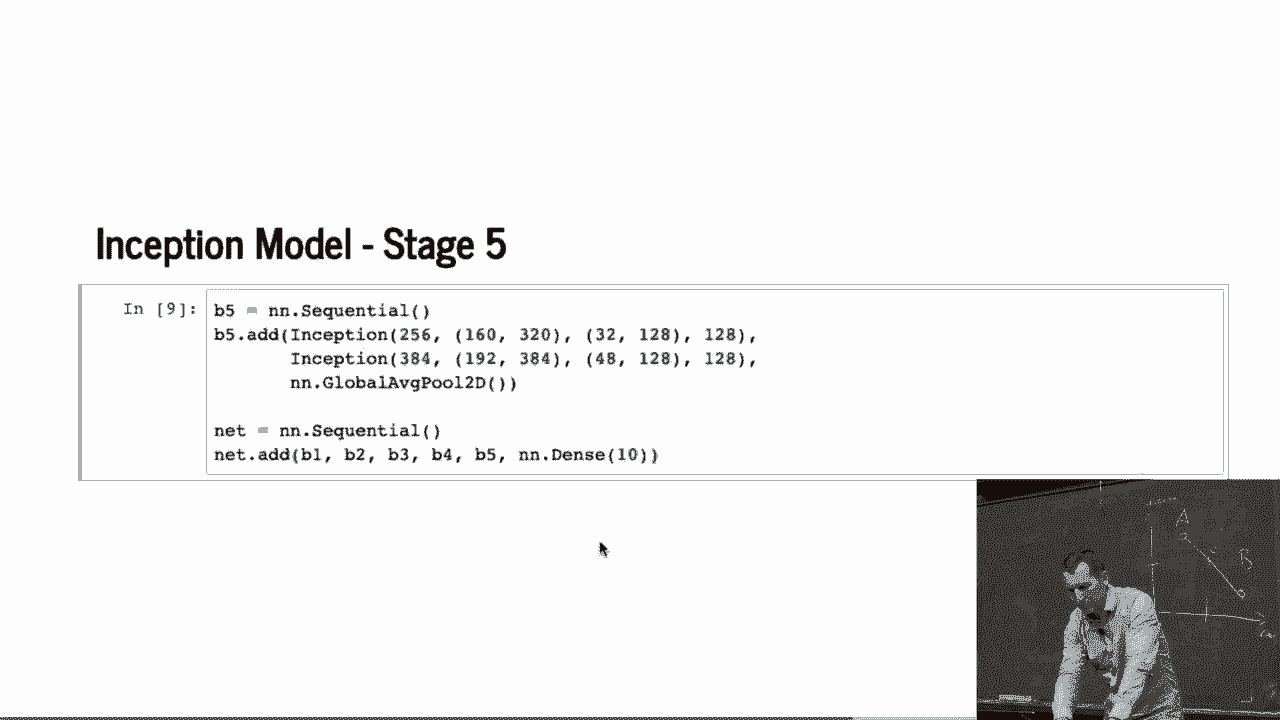 Inception Model - Stage 5
In [9]:
b5 = nn.Sequential()
b5.add(Inception(256, (160, 320), (32, 128), 128),
Inception(384, (192, 384), (48, 128), 128),
nn.GlobalAvgPool2D())
net = nn.Sequential()
net.add(b1, b2, b3, b4, b5, nn.Dense(10))
A
B